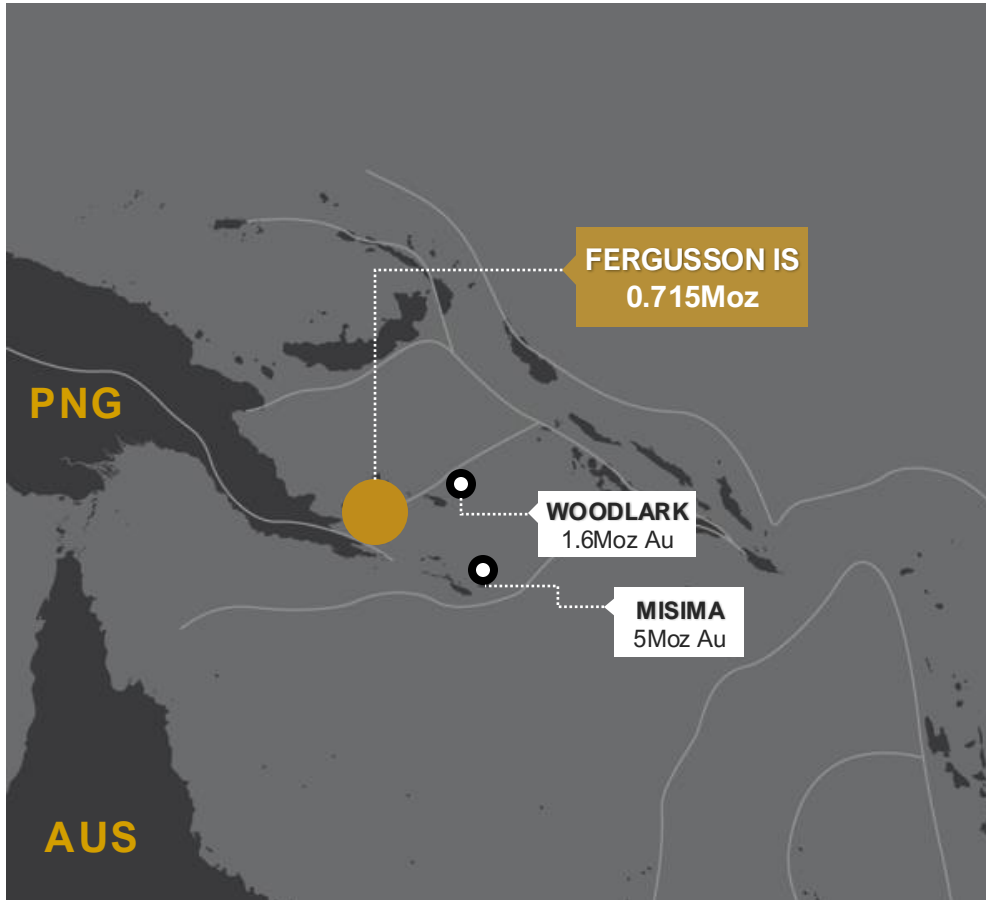 FERGUSSON IS
0.715Moz
PNG
WOODLARK
1.6Moz Au
MISIMA
5Moz Au
AUS